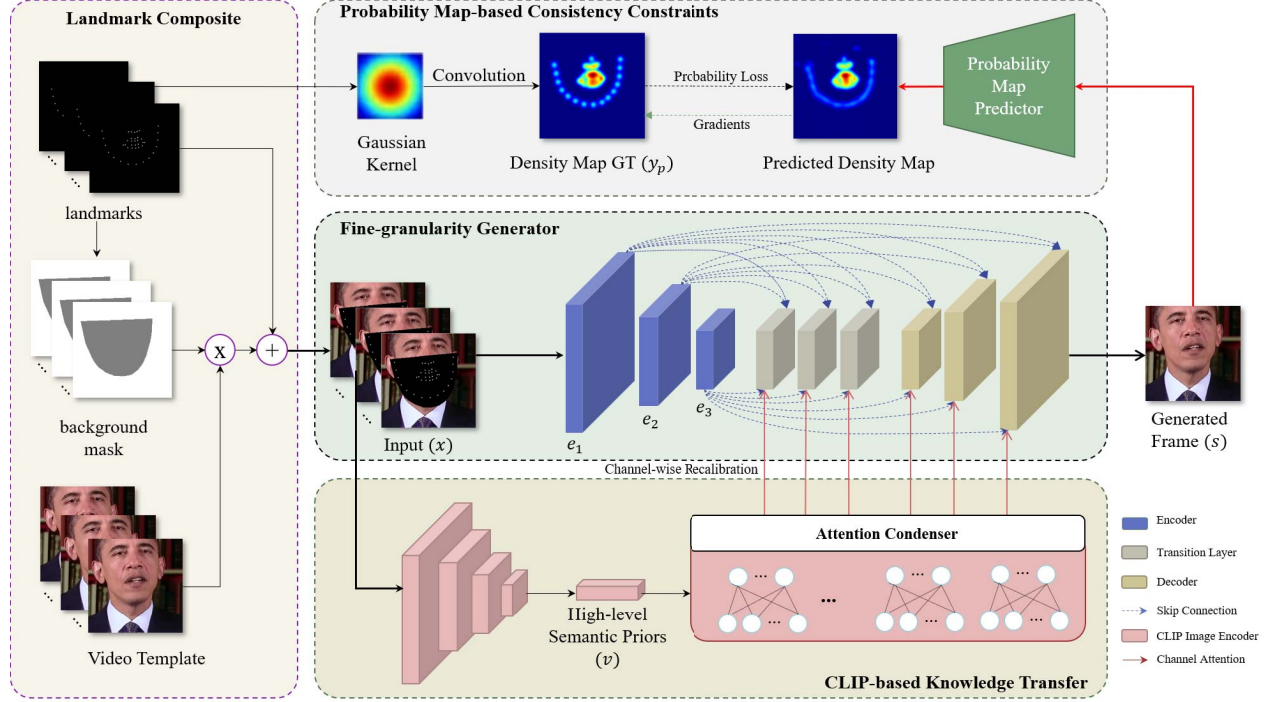 Landmark Composite
landmarks
background
mask
Video Template
X
+
Probability Map-based Consistency Constraints
Gaussian
Kernel
Convolution
Density Map GT (y_p)
Probability Loss
Gradients
Predicted Density Map
Probability
Map
Predictor
Fine-granularity Generator
Input (x)
e_1
e_2
e_3
Generated
Frame (s)
Channel-wise Recalibration
High-level
Semantic Priors
(v)
Attention Condenser
... ... ...
...
... ... ...
CLIP-based Knowledge Transfer
Encoder
Transition Layer
Decoder
Skip Connection
CLIP Image Encoder
Channel Attention